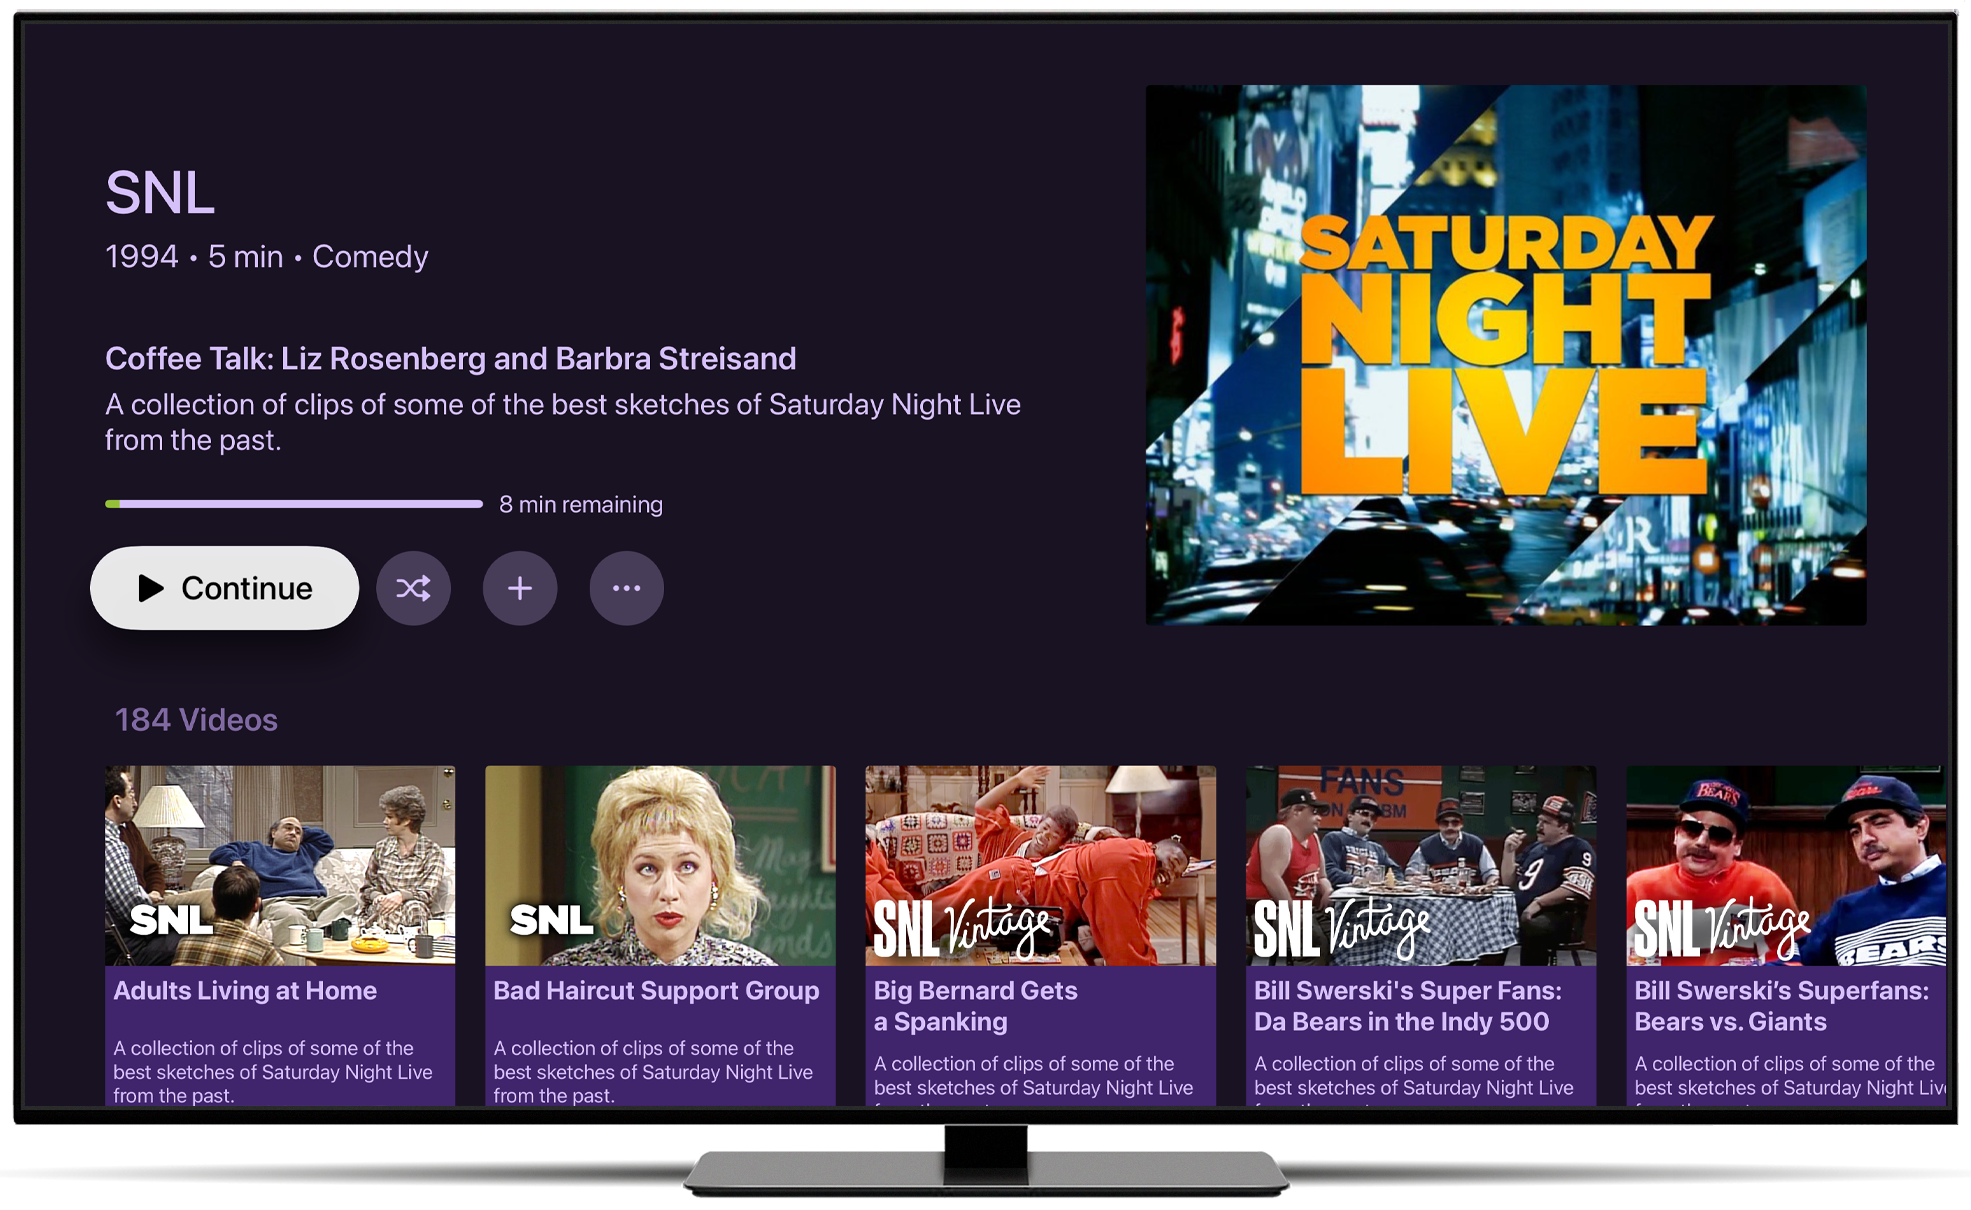 SNL
1994 • 5 min • Comedy
Coffee Talk: Liz Rosenberg and Barbra Streisand
A collection of clips of some of the best sketches of Saturday Night Live
from the past.
8 min remaining
Continue
SATURDAY
NIGHT
LIVE
R
184 Videos
SNL
Adults Living at Home
A collection of clips of some of the
best sketches of Saturday Night Live
from the past.
SNL
Bad Haircut Support Group
A collection of clips of some of the
best sketches of Saturday Night Live
from the past.
SNL Vintage
Big Bernard Gets
a Spanking
A collection of clips of some of the
best sketches of Saturday Night Live
FANS
9
SNL Vintage
Bill Swerski's Super Fans:
Da Bears in the Indy 500
A collection of clips of some of the
best sketches of Saturday Night Live
BEARS
BEARS
SNL Vintage
Bill Swerski’s Superfans:
Bears vs. Giants
A collection of clips of some of the
best sketches of Saturday Night Liv